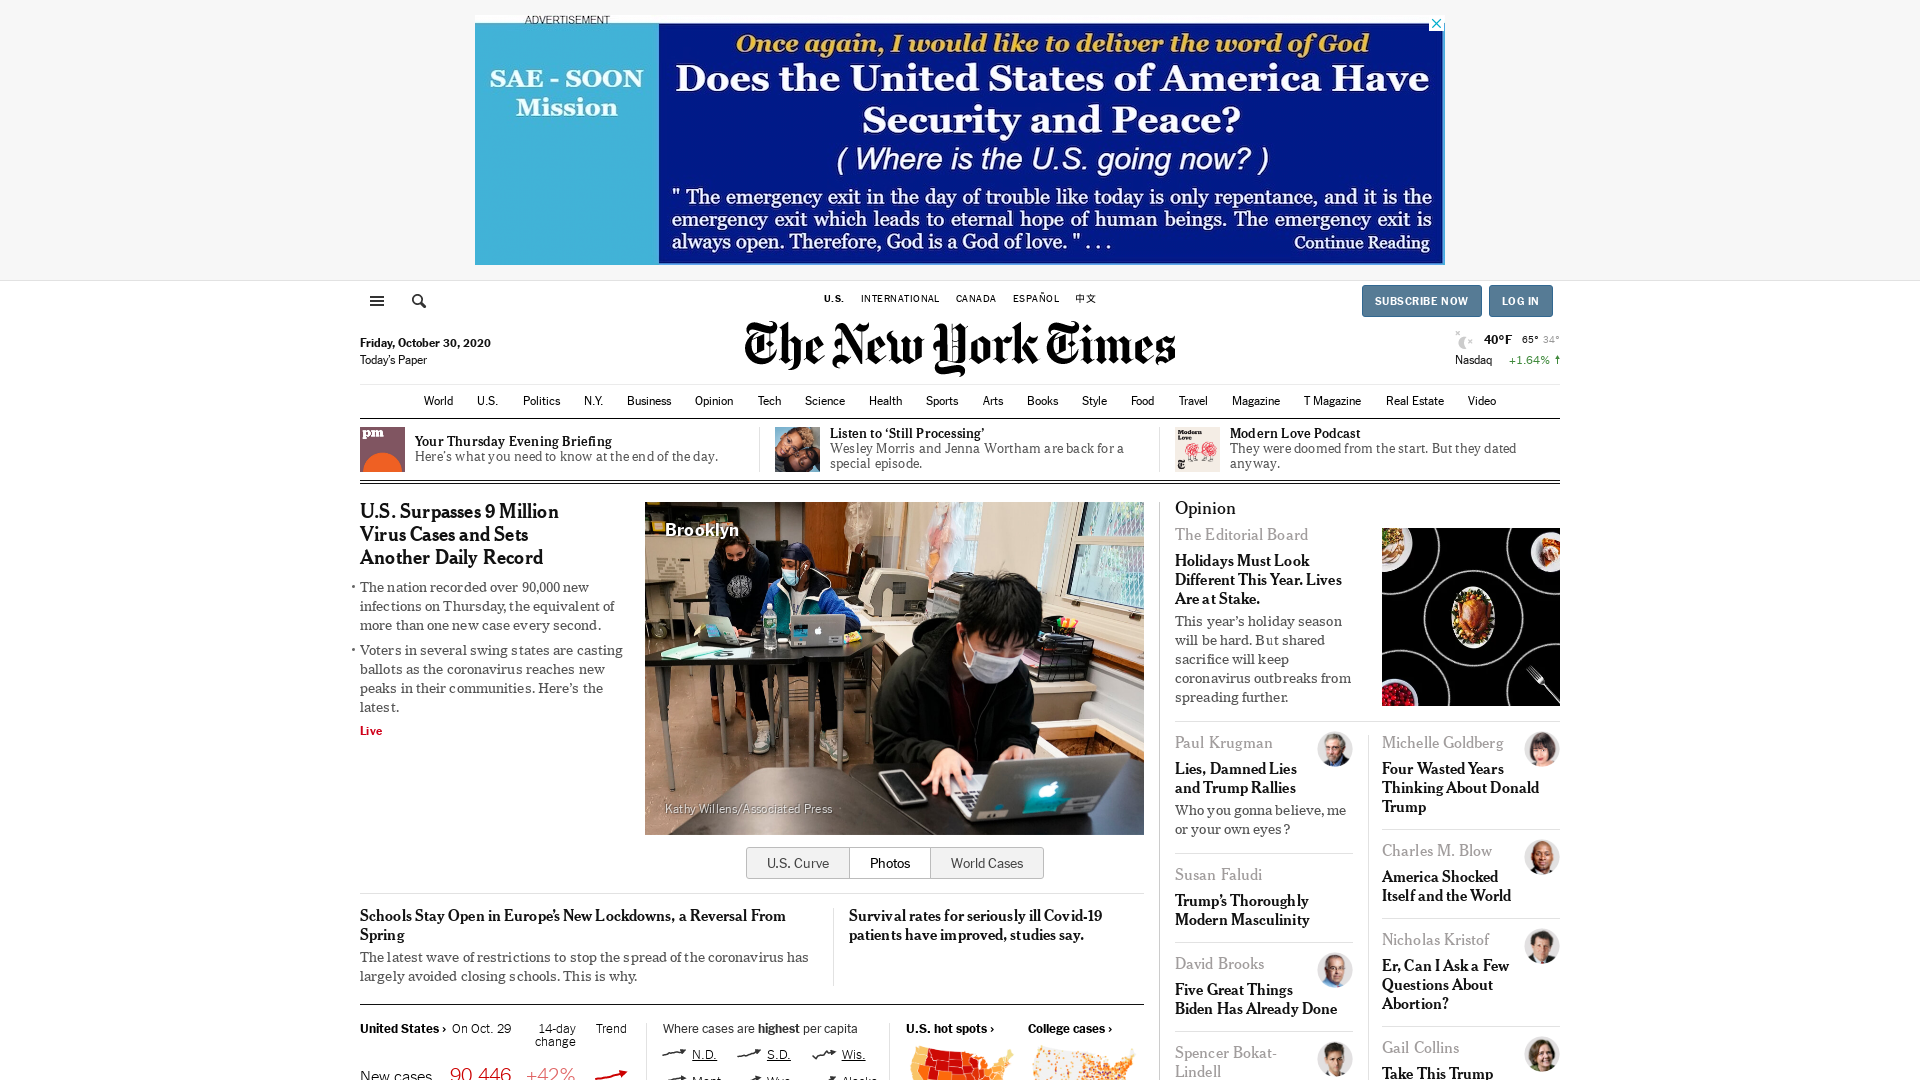 ADVERTISEMENT
SAE - SOON
Mission
Once again, I would like to deliver the word of God
Does the United States of America Have
Security and Peace?
( Where is the U.S. going now? )
" The emergency exit in the day of trouble like today is only repentance, and it is the
emergency exit which leads to eternal hope of human beings. The emergency exit is
always open. Therefore, God is a God of love. " . . .
Continue Reading
U.S. INTERNATIONAL CANADA ESPAÑOL 中文
SUBSCRIBE NOW
LOG IN
Friday, October 30, 2020
Today's Paper
The New York Times
40°F 65° 34°
Nasdaq +1.64% ↑
World U.S. Politics N.Y. Business Opinion Tech Science Health Sports Arts Books Style Food Travel Magazine T Magazine Real Estate Video
pm
Your Thursday Evening Briefing
Here's what you need to know at the end of the day.
Listen to ‘Still Processing’
Wesley Morris and Jenna Wortham are back for a
special episode.
Modern
Love
Modern Love Podcast
They were doomed from the start. But they dated
anyway.
U.S. Surpasses 9 Million
Virus Cases and Sets
Another Daily Record
• The nation recorded over 90,000 new
infections on Thursday, the equivalent of
more than one new case every second.
• Voters in several swing states are casting
ballots as the coronavirus reaches new
peaks in their communities. Here's the
latest.
Live
Brooklyn
Kathy Willens/Associated Press
U.S. Curve
Photos
World Cases
Schools Stay Open in Europe's New Lockdowns, a Reversal From
Spring
The latest wave of restrictions to stop the spread of the coronavirus has
largely avoided closing schools. This is why.
Survival rates for seriously ill Covid-19
patients have improved, studies say.
United States › On Oct. 29 14-day
change Trend
New cases 90,446 +42%
Where cases are highest per capita
N.D. S.D. Wis.
Mont. Wyo. Alaska
U.S. hot spots ›
College cases ›
Opinion
The Editorial Board
Holidays Must Look
Different This Year. Lives
Are at Stake.
This year's holiday season
will be hard. But shared
sacrifice will keep
coronavirus outbreaks from
spreading further.
Paul Krugman
Lies, Damned Lies
and Trump Rallies
Who you gonna believe, me
or your own eyes?
Susan Faludi
Trump's Thoroughly
Modern Masculinity
David Brooks
Five Great Things
Biden Has Already Done
Spencer Bokat-
Lindell
Michelle Goldberg
Four Wasted Years
Thinking About Donald
Trump
Charles M. Blow
America Shocked
Itself and the World
Nicholas Kristof
Er, Can I Ask a Few
Questions About
Abortion?
Gail Collins
Take This Trump